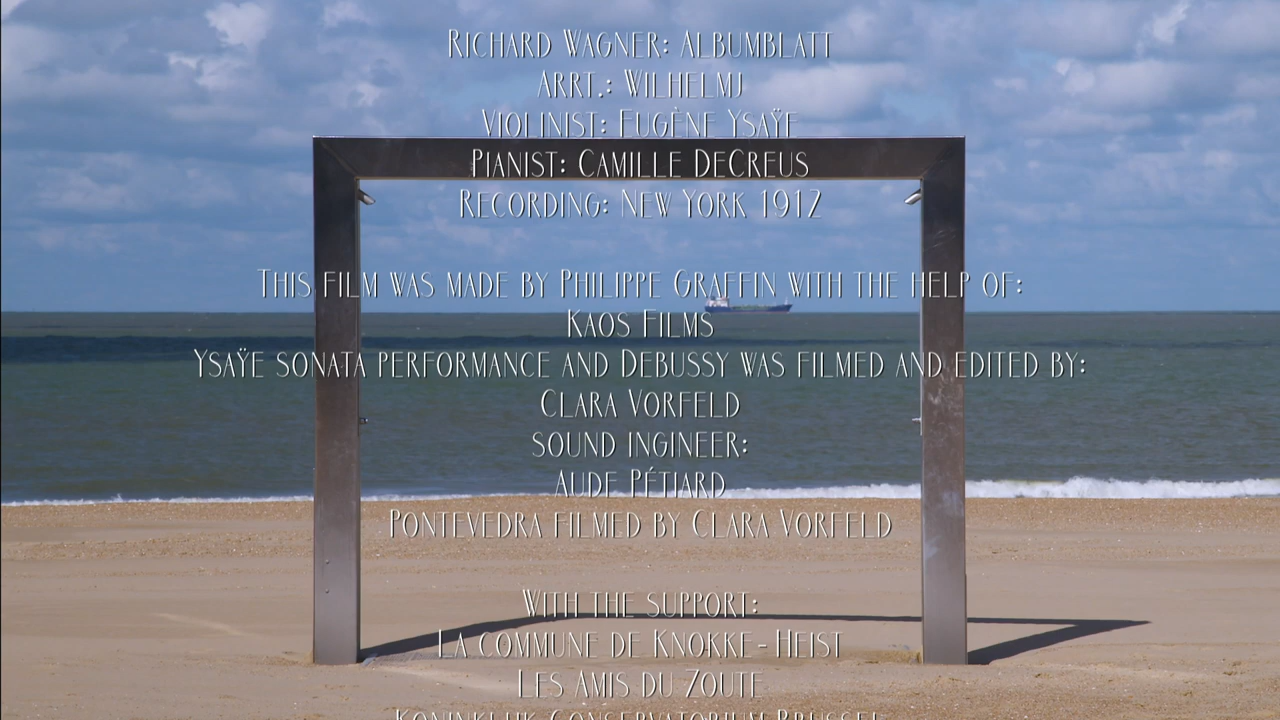 RICHARD WAGNER: ALBUMBLATT
ARRT.: WILHELMJ
VIOLINIST: EUGÈNE YSAŸE
PIANIST: CAMILLE DECREUS
RECORDING: NEW YORK 1912
THIS FILM WAS MADE BY PHILIPPE GRAFFIN WITH THE HELP OF:
KAOS FILMS
YSAŸE SONATA PERFORMANCE AND DEBUSSY WAS FILMED AND EDITED BY:
CLARA VORFELD
SOUND INGINEER:
AUDE PÉTIARD
PONTEVEDRA FILMED BY CLARA VORFELD
WITH THE SUPPORT:
LA COMMUNE DE KNOKKE-HEIST
LES AMIS DU ZOUTE
KONINKLIJK CONSERVATORIUM BRUSSEL